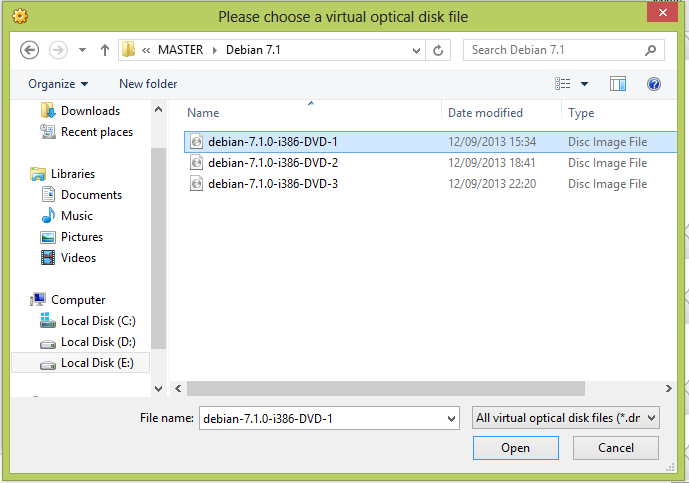 Please choose a virtual optical disk file
« MASTER Debian 7.1
Search Debian 7.1
Organize New folder
Name Date modified Type
Downloads
Recent places
Libraries
Documents
Music
Pictures
Videos
Computer
Local Disk (C:)
Local Disk (D:)
Local Disk (E:)
debian-7.1.0-i386-DVD-1 12/09/2013 15:34 Disc Image File
debian-7.1.0-i386-DVD-2 12/09/2013 18:41 Disc Image File
debian-7.1.0-i386-DVD-3 12/09/2013 22:20 Disc Image File
File name: debian-7.1.0-i386-DVD-1 All virtual optical disk files (*.dr
Open Cancel